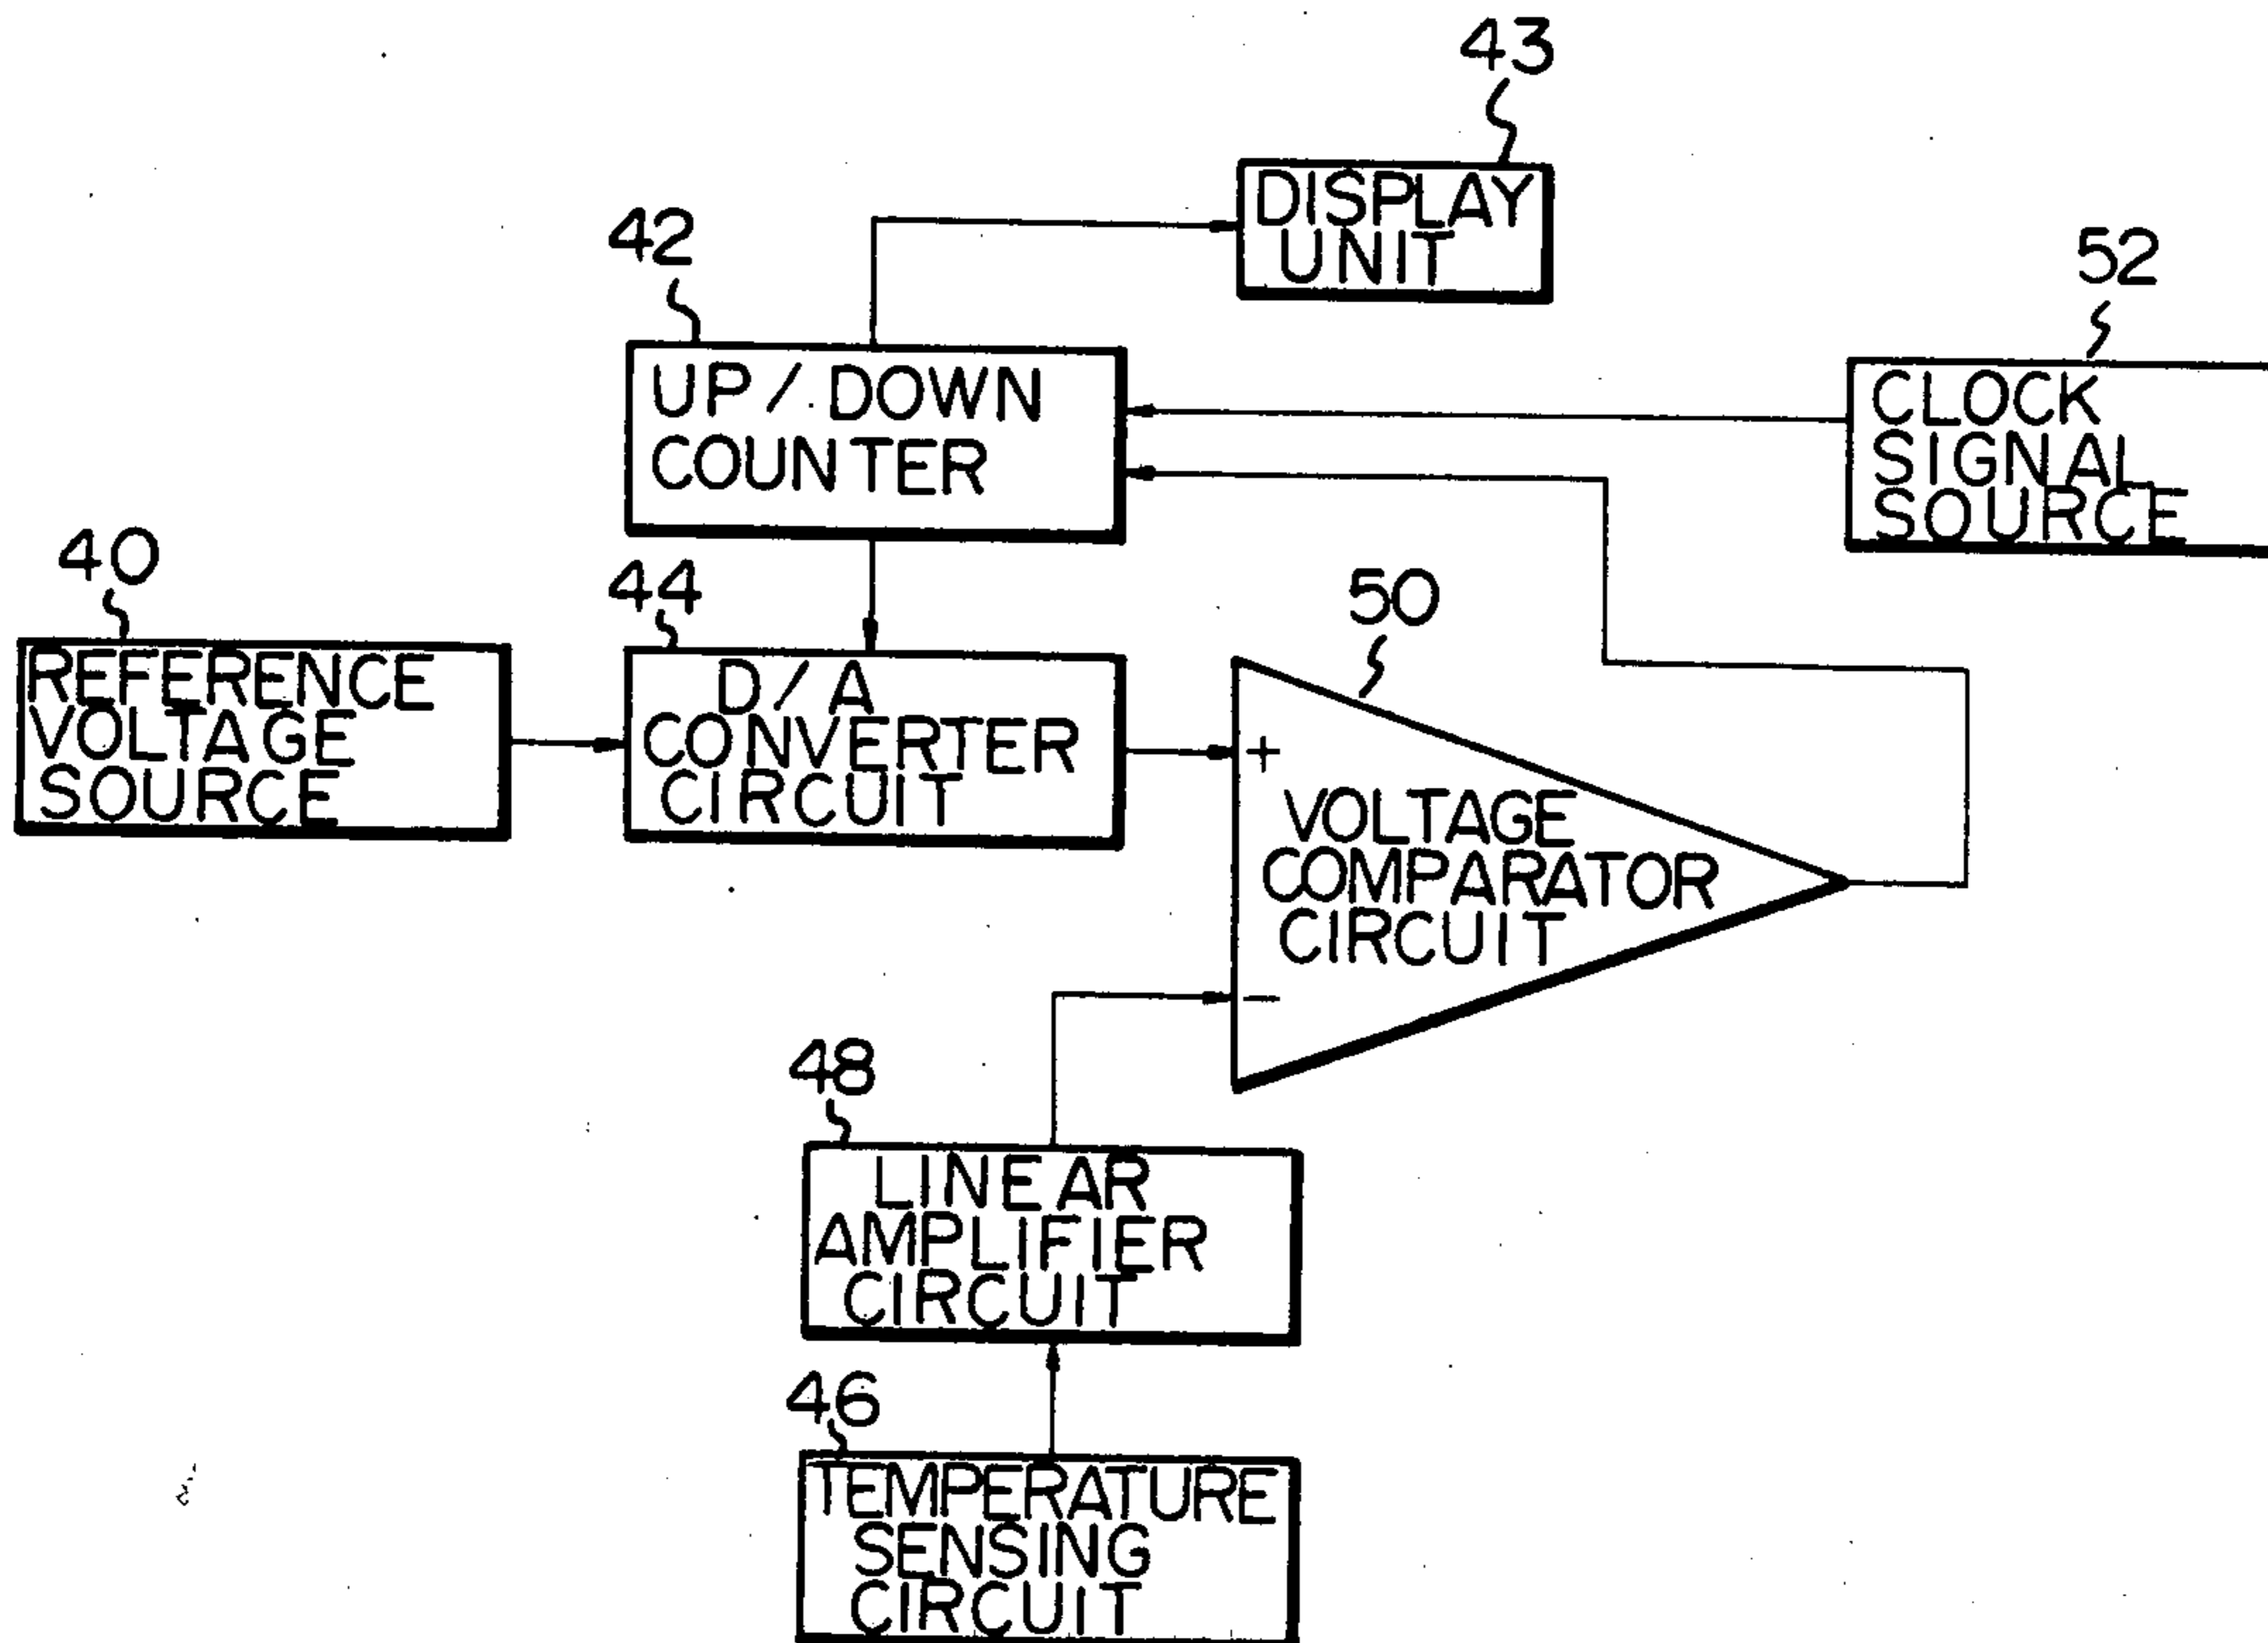 43
DISPLAY
UNIT
42
52
UP/DOWN
COUNTER
CLOCK
SIGNAL
SOURCE
40
44
50
REFERENCE
VOLTAGE
SOURCE
D/A
CONVERTER
CIRCUIT
+
VOLTAGE
COMPARATOR
CIRCUIT
−
48
LINEAR
AMPLIFIER
CIRCUIT
46
TEMPERATURE
SENSING
CIRCUIT